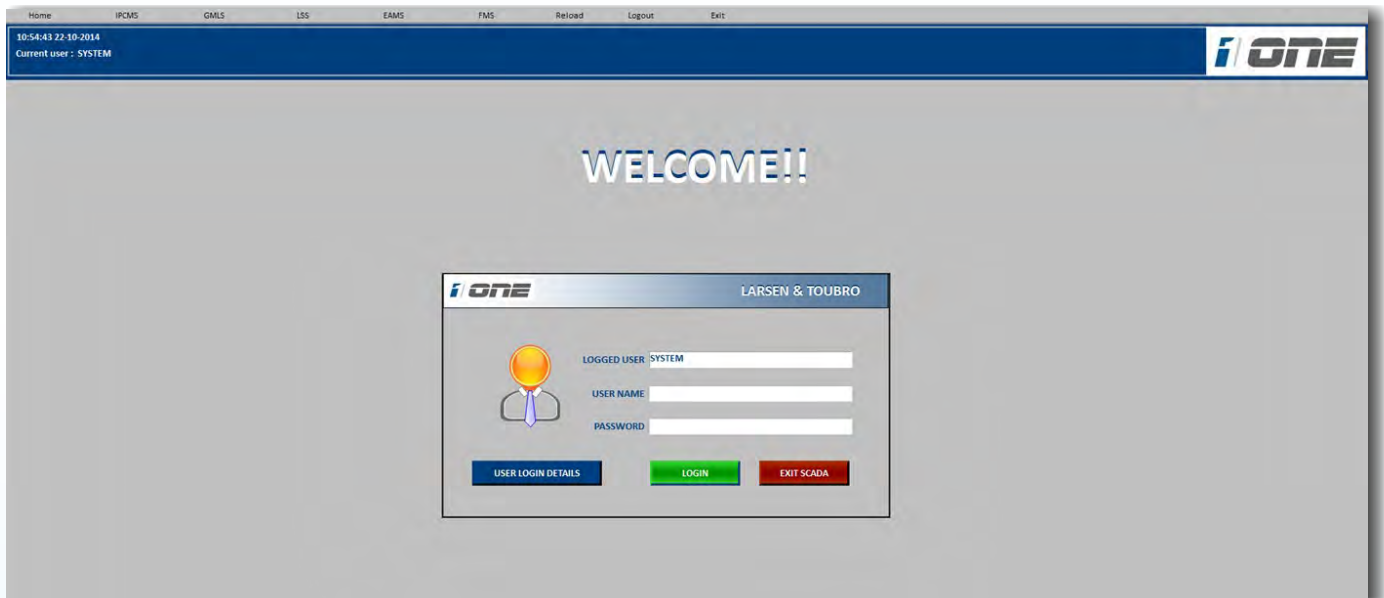 Home IPCMS GMLS LSS EAMS FMS Reload Logout Exit
10:54:43 22-10-2014
Current user : SYSTEM
i ONE
WELCOME!!
i ONE LARSEN & TOUBRO
LOGGED USER SYSTEM
USER NAME
PASSWORD
USER LOGIN DETAILS LOGIN EXIT SCADA